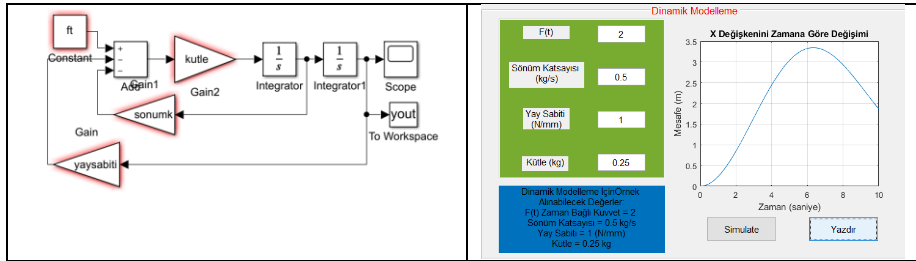 ft
Constant
+
−
−
Add
Gain1
kutle
Gain2
1
s
Integrator
1
s
Integrator1
Scope
yout
To Workspace
sonumk
Gain
yaysabiti
Dinamik Modelleme
F(t)
2
Sönüm Katsayısı
(kg/s)
0.5
Yay Sabiti
(N/mm)
1
Kütle (kg)
0.25
Dinamik Modelleme İçinÖrnek
Alınabilecek Değerler:
F(t) Zaman Bağlı Kuvvet = 2
Sönüm Katsayısı = 0.5 kg/s
Yay Sabiti = 1 (N/mm)
Kütle = 0.25 kg
X Değişkenini Zamana Göre Değişimi
Mesafe (m)
3.5
3
2.5
2
1.5
1
0.5
0
0 2 4 6 8 10
Zaman (saniye)
Simulate
Yazdır